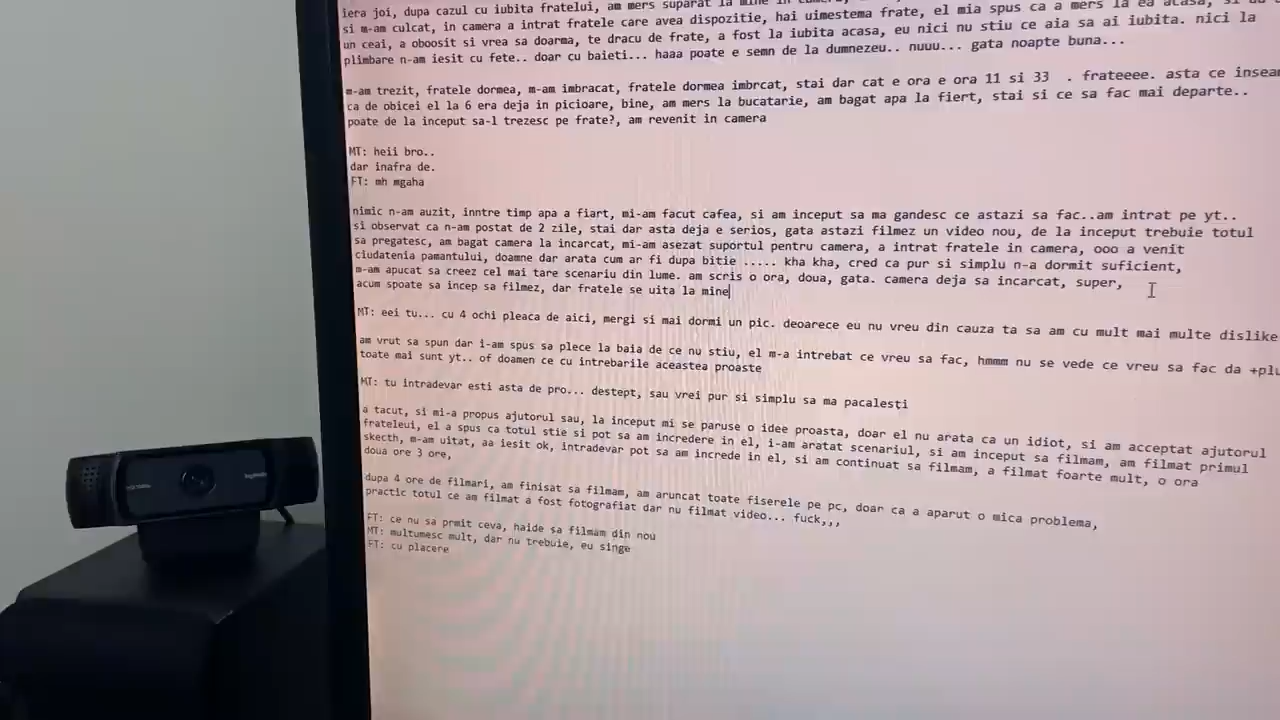 iera joi, dupa cazul cu iubita fratelui, am mers suparat la mine in
si m-am culcat, in camera a intrat fratele care avea dispozitie, hai uimestema frate, el mia spus ca a mers la ea acasa,
un ceai, a oboosit si vrea sa doarma, te dracu de frate, a fost la iubita acasa, eu nici nu stiu ce aia sa ai iubita. nici la
plimbare n-am iesit cu fete.. doar cu baieti... haaa poate e semn de la dumnezeu.. nuuu... gata noapte buna...
m-am trezit, fratele dormea, m-am imbracat, fratele dormea imbrcat, stai dar cat e ora e ora 11 si 33 . frateeee. asta ce
ca de obicei el la 6 era deja in picioare, bine, am mers la bucatarie, am bagat apa la fiert, stai si ce sa fac mai departe..
poate de la inceput sa-l trezesc pe frate?, am revenit in camera
MT: heii bro..
dar inafra de.
FT: mh mgaha
nimic n-am auzit, inntre timp apa a fiart, mi-am facut cafea, si am inceput sa ma gandesc ce astazi sa fac..am intrat pe yt..
si observat ca n-am postat de 2 zile, stai dar asta deja e serios, gata astazi filmez un video nou, de la inceput trebuie totul
sa pregatesc, am bagat camera la incarcat, mi-am asezat suportul pentru camera, a intrat fratele in camera, ooo a venit
ciudatenia pamantului, doamne dar arata cum ar fi dupa bitie ..... kha kha, cred ca pur si simplu n-a dormit suficient,
m-am apucat sa creez cel mai tare scenariu din lume. am scris o ora, doua, gata. camera deja sa incarcat, super,
acum spoate sa incep sa filmez, dar fratele se uita la mine
MT: eei tu... cu 4 ochi pleaca de aici, mergi si mai dormi un pic. deoarece eu nu vreu din cauza ta sa am cu mult mai multe dislike
am vrut sa spun dar i-am spus sa plece la baia de ce nu stiu, el m-a intrebat ce vreu sa fac, hmmm nu se vede ce vreu sa fac da
toate mai sunt yt.. of doamen ce cu intrebarile aceastea proaste
MT: tu intradevar esti asta de pro... destept, sau vrei pur si simplu sa ma pacalesti
a tacut, si mi-a propus ajutorul sau, la inceput mi se paruse o idee proasta, doar el nu arata ca un idiot, si am acceptat ajutorul
frateleui, el a spus ca totul stie si pot sa am incredere in el, i-am aratat scenariul, si am inceput sa filmam, am filmat primul
skecth, m-am uitat, aa iesit ok, intradevar pot sa am increde in el, si am continuat sa filmam, a filmat foarte mult, o ora
doua ore 3 ore,
dupa 4 ore de filmari, am finisat sa filmam, am aruncat toate fiserele pe pc, doar ca a aparut o mica problema,
practic totul ce am filmat a fost fotografiat dar nu filmat video... fuck,,,
FT: ce nu sa prmit ceva, haide sa filmam din nou
MT: multumesc mult, dar nu trebuie, eu singe
FT: cu placere